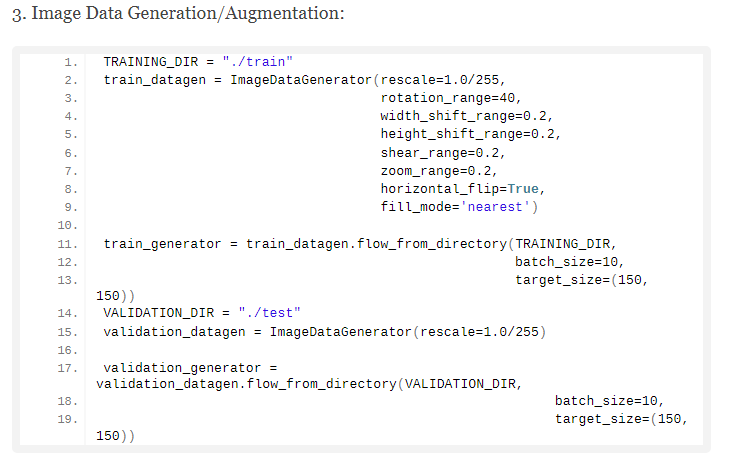 3. Image Data Generation/Augmentation:
1. TRAINING_DIR = "./train"
2. train_datagen = ImageDataGenerator(rescale=1.0/255,
3. rotation_range=40,
4. width_shift_range=0.2,
5. height_shift_range=0.2,
6. shear_range=0.2,
7. zoom_range=0.2,
8. horizontal_flip=True,
9. fill_mode='nearest')
10.
11. train_generator = train_datagen.flow_from_directory(TRAINING_DIR,
12. batch_size=10,
13. target_size=(150,
150))
14. VALIDATION_DIR = "./test"
15. validation_datagen = ImageDataGenerator(rescale=1.0/255)
16.
17. validation_generator =
validation_datagen.flow_from_directory(VALIDATION_DIR,
18. batch_size=10,
19. target_size=(150,
150))